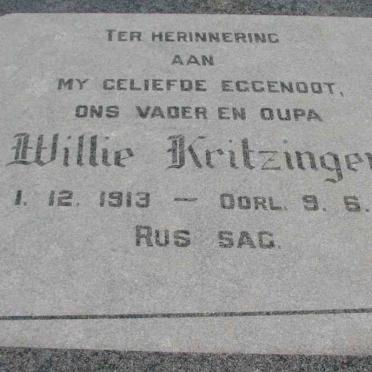 TER HERINNERING
AAN
MY GELIEFDE EGGENOOT,
ONS VADER EN OUPA
Willie Kritzinger
1. 12. 1913 — OORL. 9. 6.
RUS SAG.